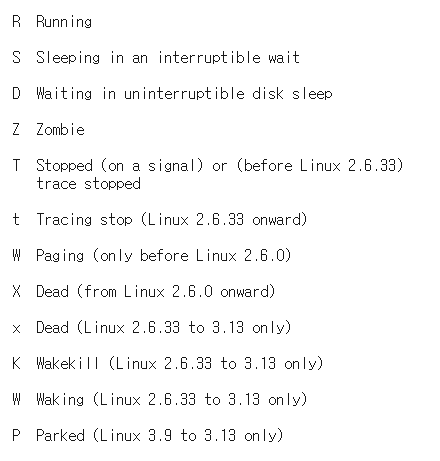 R Running
S Sleeping in an interruptible wait
D Waiting in uninterruptible disk sleep
Z Zombie
T Stopped (on a signal) or (before Linux 2.6.33)
trace stopped
t Tracing stop (Linux 2.6.33 onward)
W Paging (only before Linux 2.6.0)
X Dead (from Linux 2.6.0 onward)
x Dead (Linux 2.6.33 to 3.13 only)
K Wakekill (Linux 2.6.33 to 3.13 only)
W Waking (Linux 2.6.33 to 3.13 only)
P Parked (Linux 3.9 to 3.13 only)